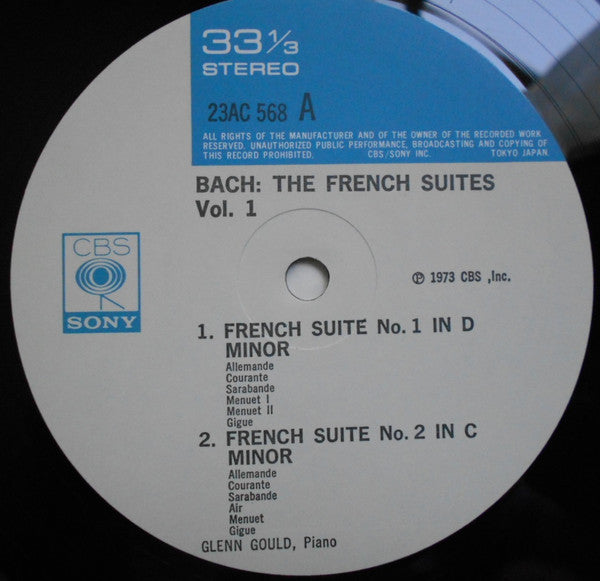 33 1/3
STEREO
23AC 568 A
ALL RIGHTS OF THE MANUFACTURER AND OF THE OWNER OF THE RECORDED WORK
RESERVED. UNAUTHORIZED PUBLIC PERFORMANCE, BROADCASTING AND COPYING OF
THIS RECORD PROHIBITED. CBS/SONY INC. TOKYO JAPAN.
BACH: THE FRENCH SUITES
Vol. 1
CBS
SONY
℗ 1973 CBS ,Inc.
1. FRENCH SUITE No. 1 IN D
MINOR
Allemande
Courante
Sarabande
Menuet I
Menuet II
Gigue
2. FRENCH SUITE No. 2 IN C
MINOR
Allemande
Courante
Sarabande
Air
Menuet
Gigue
GLENN GOULD, Piano